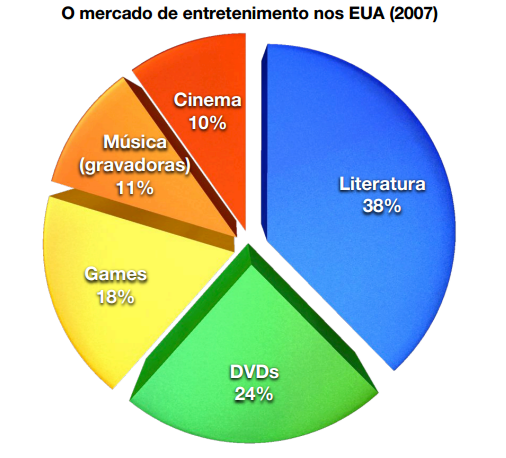 O mercado de entretenimento nos EUA (2007)
Cinema
10%
Música
(gravadoras)
11%
Literatura
38%
Games
18%
DVDs
24%